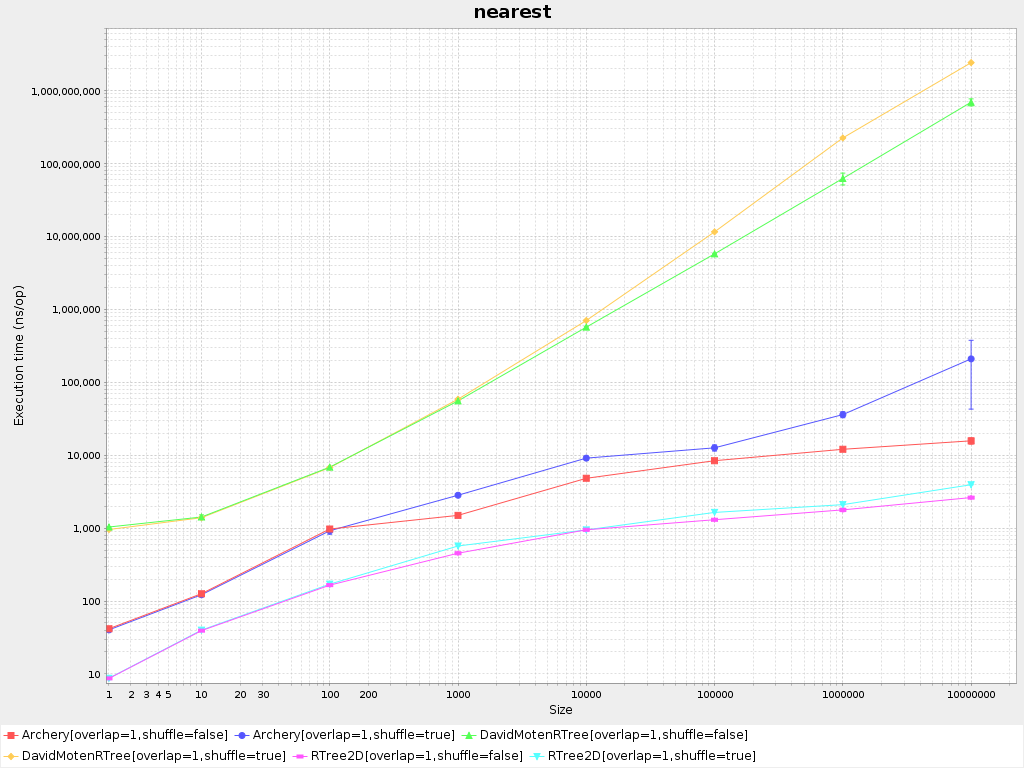 nearest
Execution time (ns/op)
1,000,000,000
100,000,000
10,000,000
1,000,000
100,000
10,000
1,000
100
10
1 2 3 4 5 10 20 30 100 200 1000 10000 100000 1000000 10000000
Size
Archery[overlap=1,shuffle=false] Archery[overlap=1,shuffle=true] DavidMotenRTree[overlap=1,shuffle=false]
DavidMotenRTree[overlap=1,shuffle=true] RTree2D[overlap=1,shuffle=false] RTree2D[overlap=1,shuffle=true]